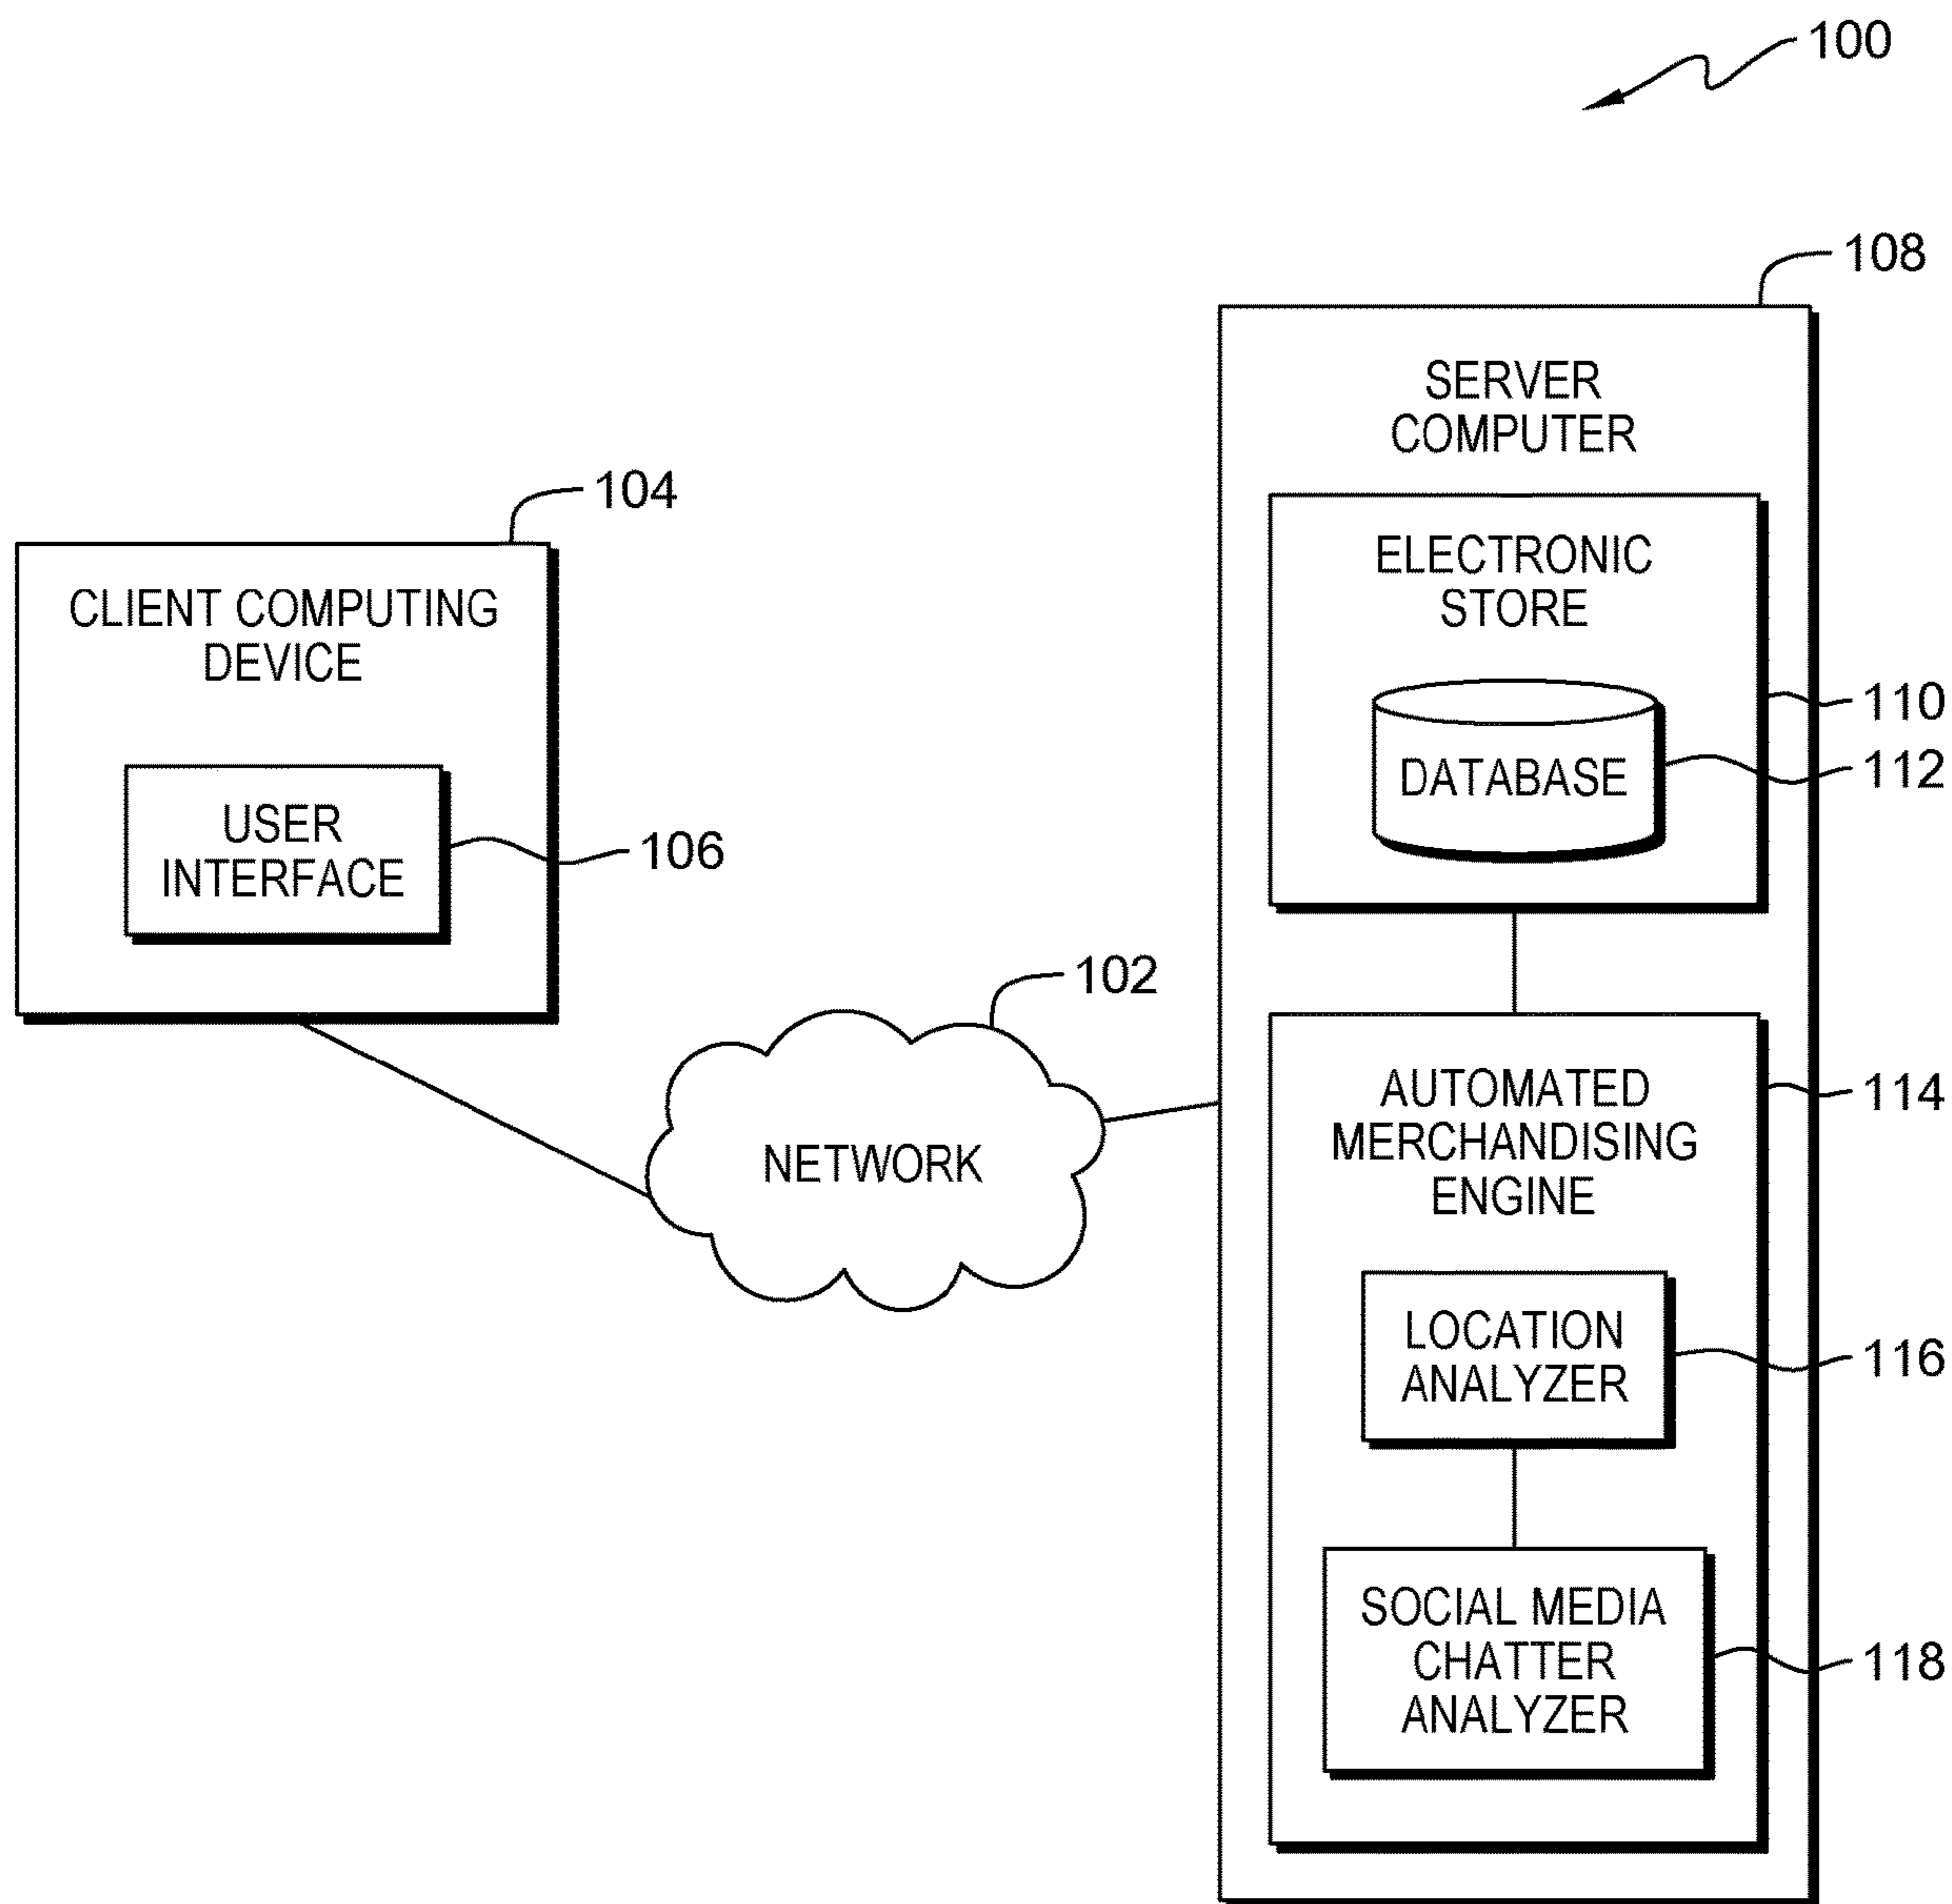 100
108
SERVER
COMPUTER
104
CLIENT COMPUTING
DEVICE
ELECTRONIC
STORE
110
DATABASE
112
USER
INTERFACE
106
102
NETWORK
AUTOMATED
MERCHANDISING
ENGINE
114
LOCATION
ANALYZER
116
SOCIAL MEDIA
CHATTER
ANALYZER
118